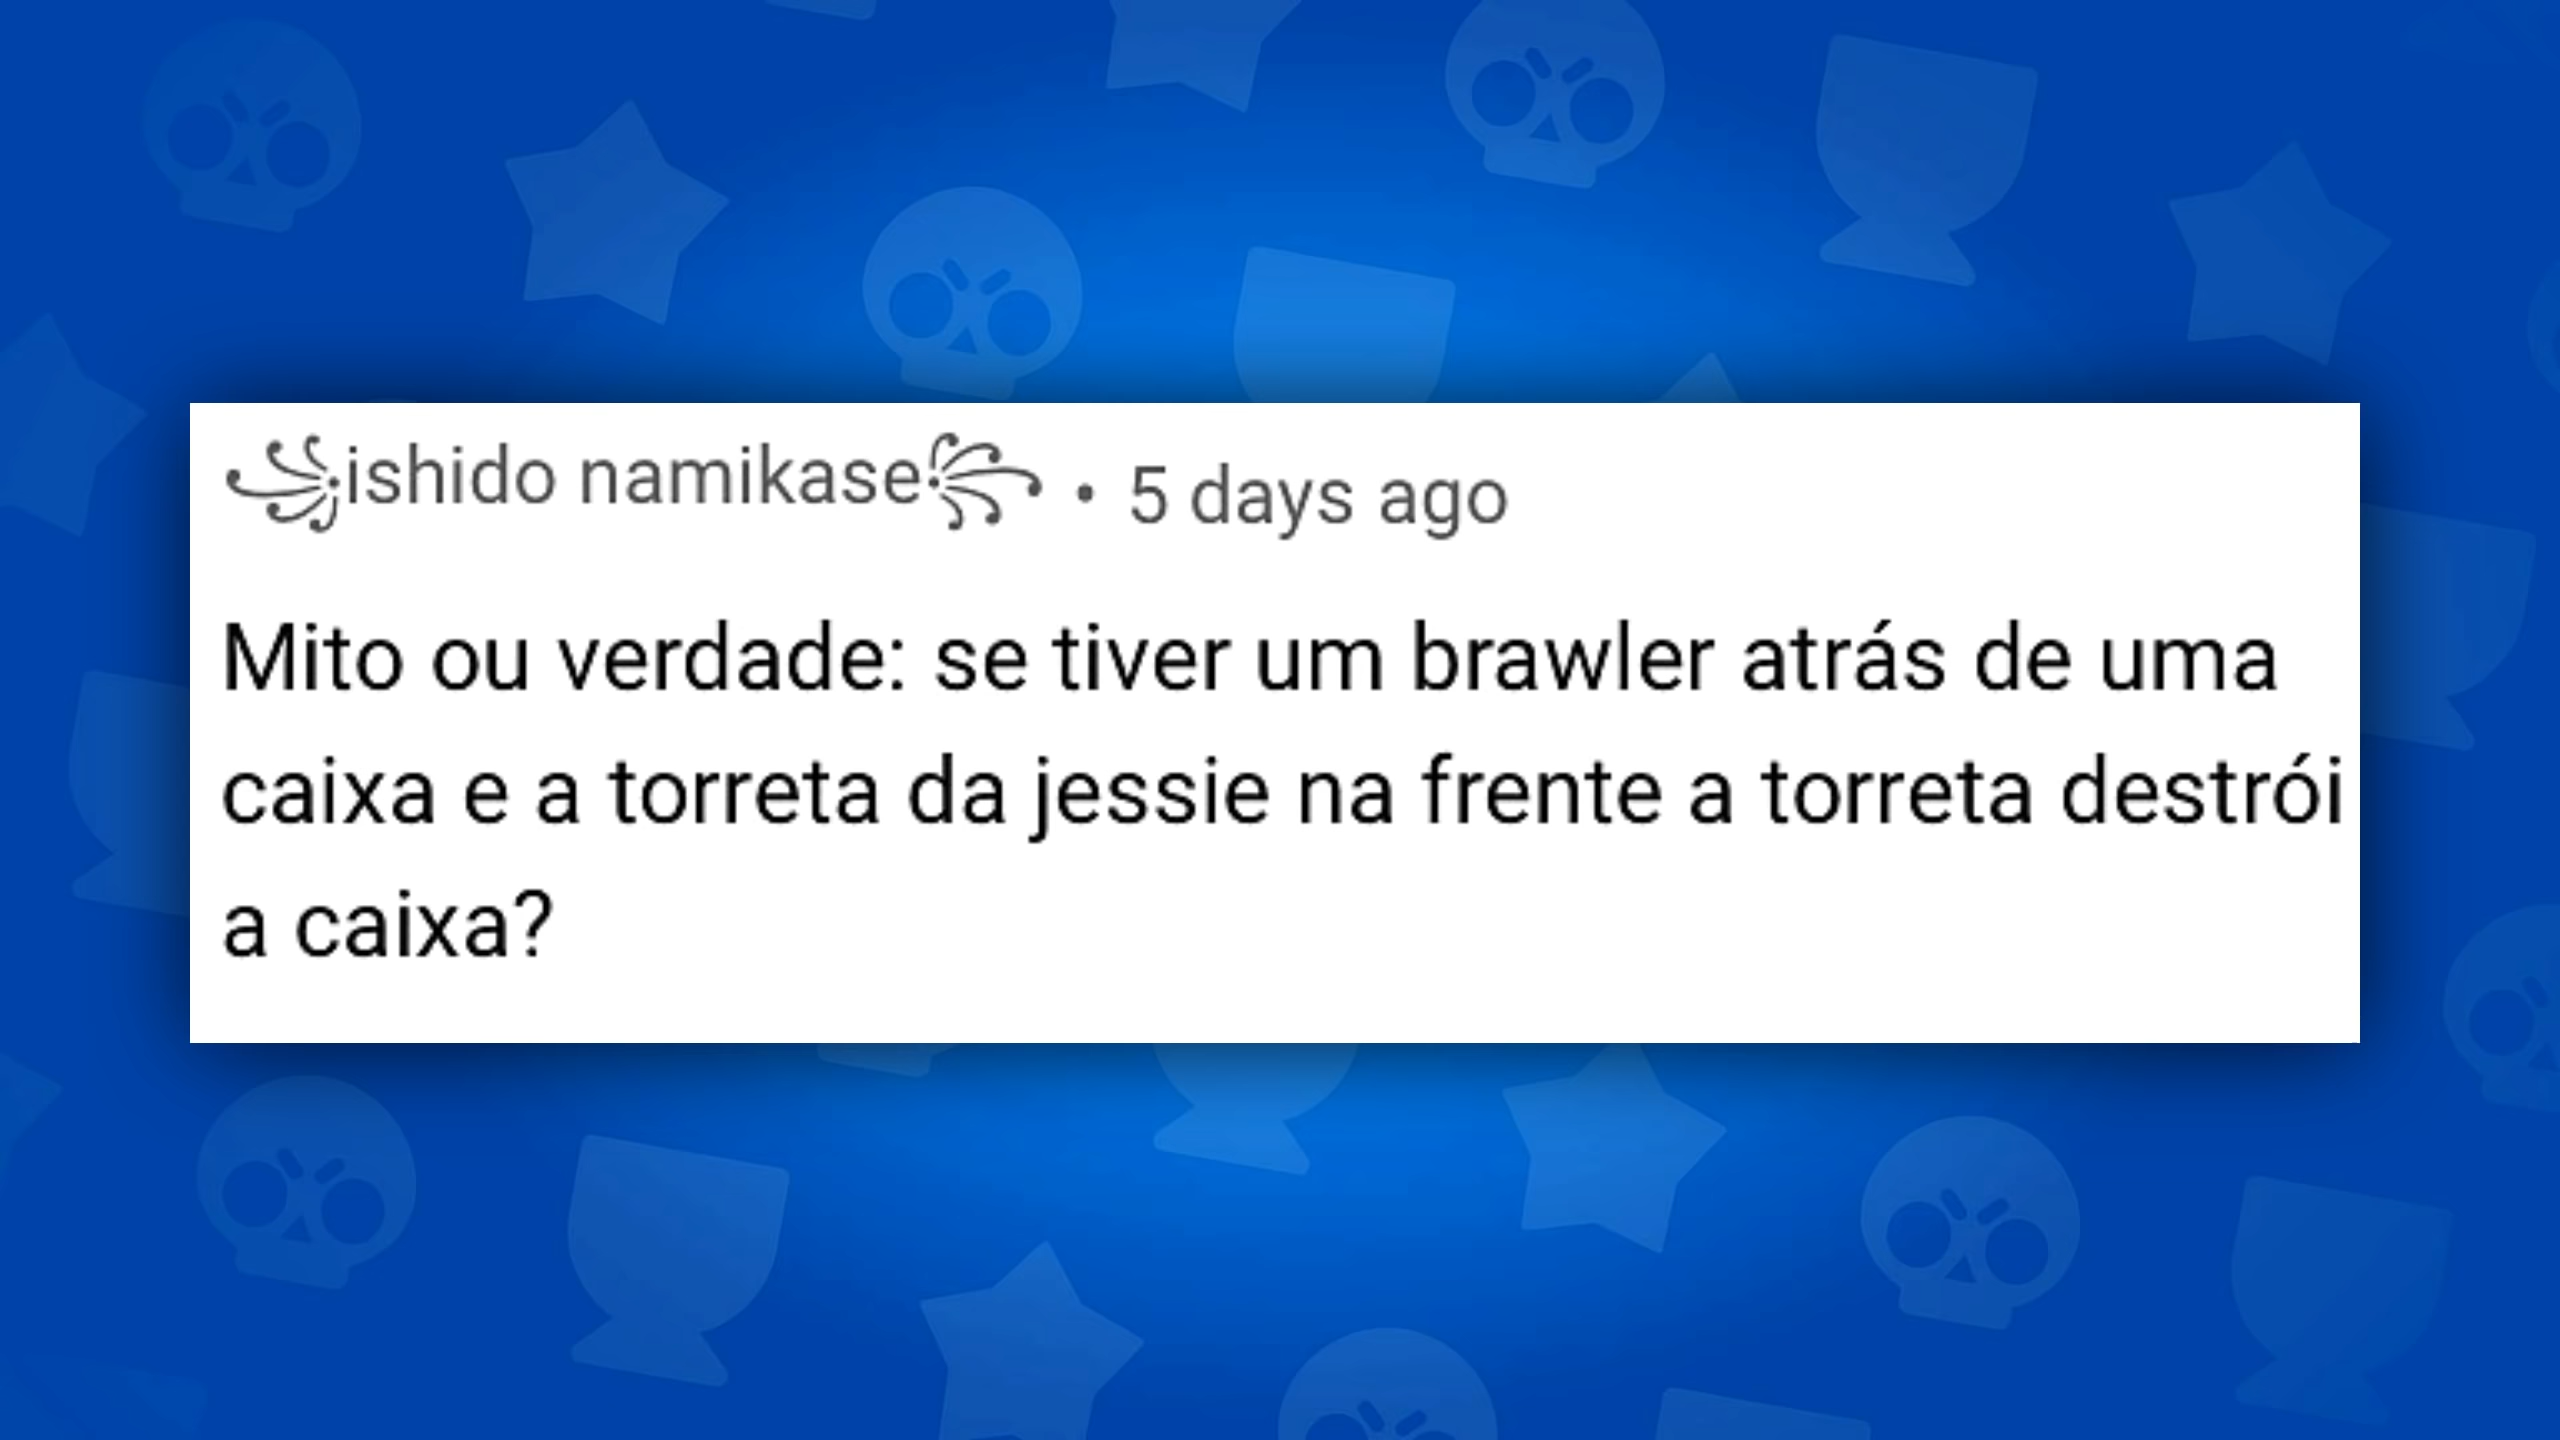 ꧁ishido namikase꧂ • 5 days ago
Mito ou verdade: se tiver um brawler atrás de uma
caixa e a torreta da jessie na frente a torreta destrói
a caixa?